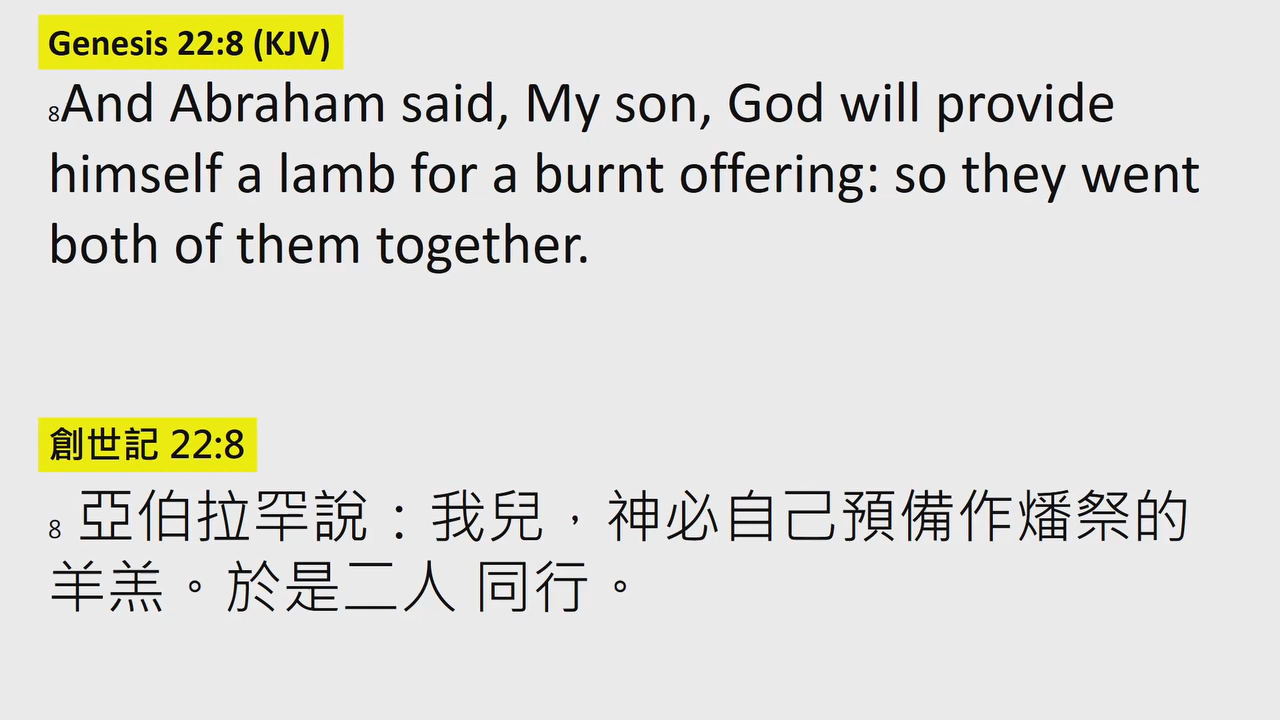 Genesis 22:8 (KJV)
8And Abraham said, My son, God will provide
himself a lamb for a burnt offering: so they went
both of them together.
創世記 22:8
8 亞伯拉罕說：我兒，神必自己預備作燔祭的
羊羔。於是二人 同行。